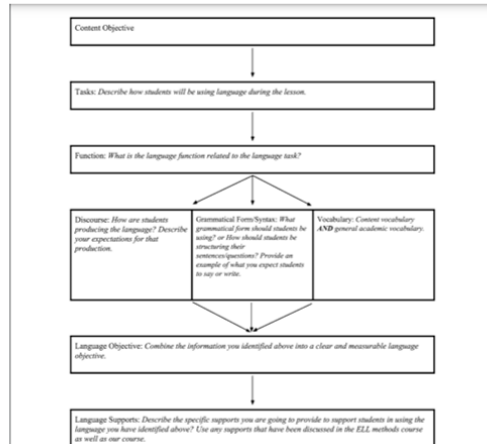 Content Objective
Tasks: Describe how students will be using language during the lesson.
Function: What is the language function related to the language task?
Discourse: How are students
producing the language? Describe
your expectations for that
production.
Grammatical Form/Syntax: What
grammatical form should students be
using? or How should students be
structuring their
sentences/questions? Provide an
example of what you expect students
to say or write.
Vocabulary: Content vocabulary
AND general academic vocabulary.
Language Objective: Combine the information you identified above into a clear and measurable language
objective.
Language Supports: Describe the specific supports you are going to provide to support students in using the
language you have identified above? Use any supports that have been discussed in the ELL methods course
as well as our course.